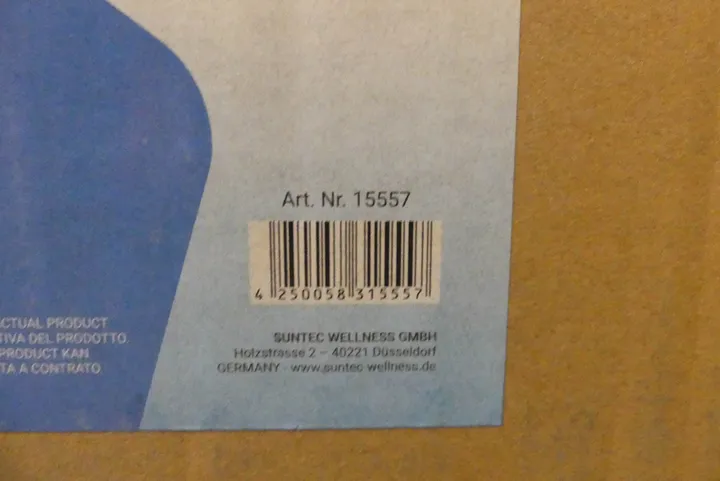 Art. Nr. 15557
4 250058 315557
CTUAL PRODUCT
TIVA DEL PRODOTTO.
PRODUCT KAN
TA A CONTRATO
SUNTEC WELLNESS GMBH
Holzstrasse 2 – 40221 Düsseldorf
GERMANY · www.suntec-wellness.de